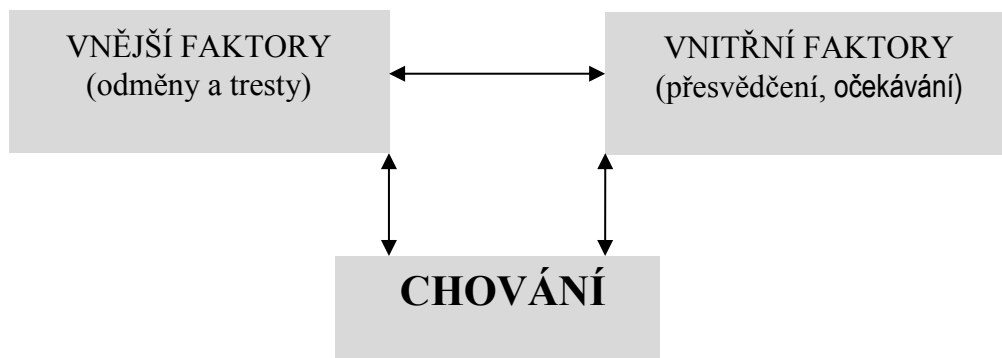 VNĚJŠÍ FAKTORY
(odměny a tresty)
VNITŘNÍ FAKTORY
(přesvědčení, očekávání)
CHOVÁNÍ